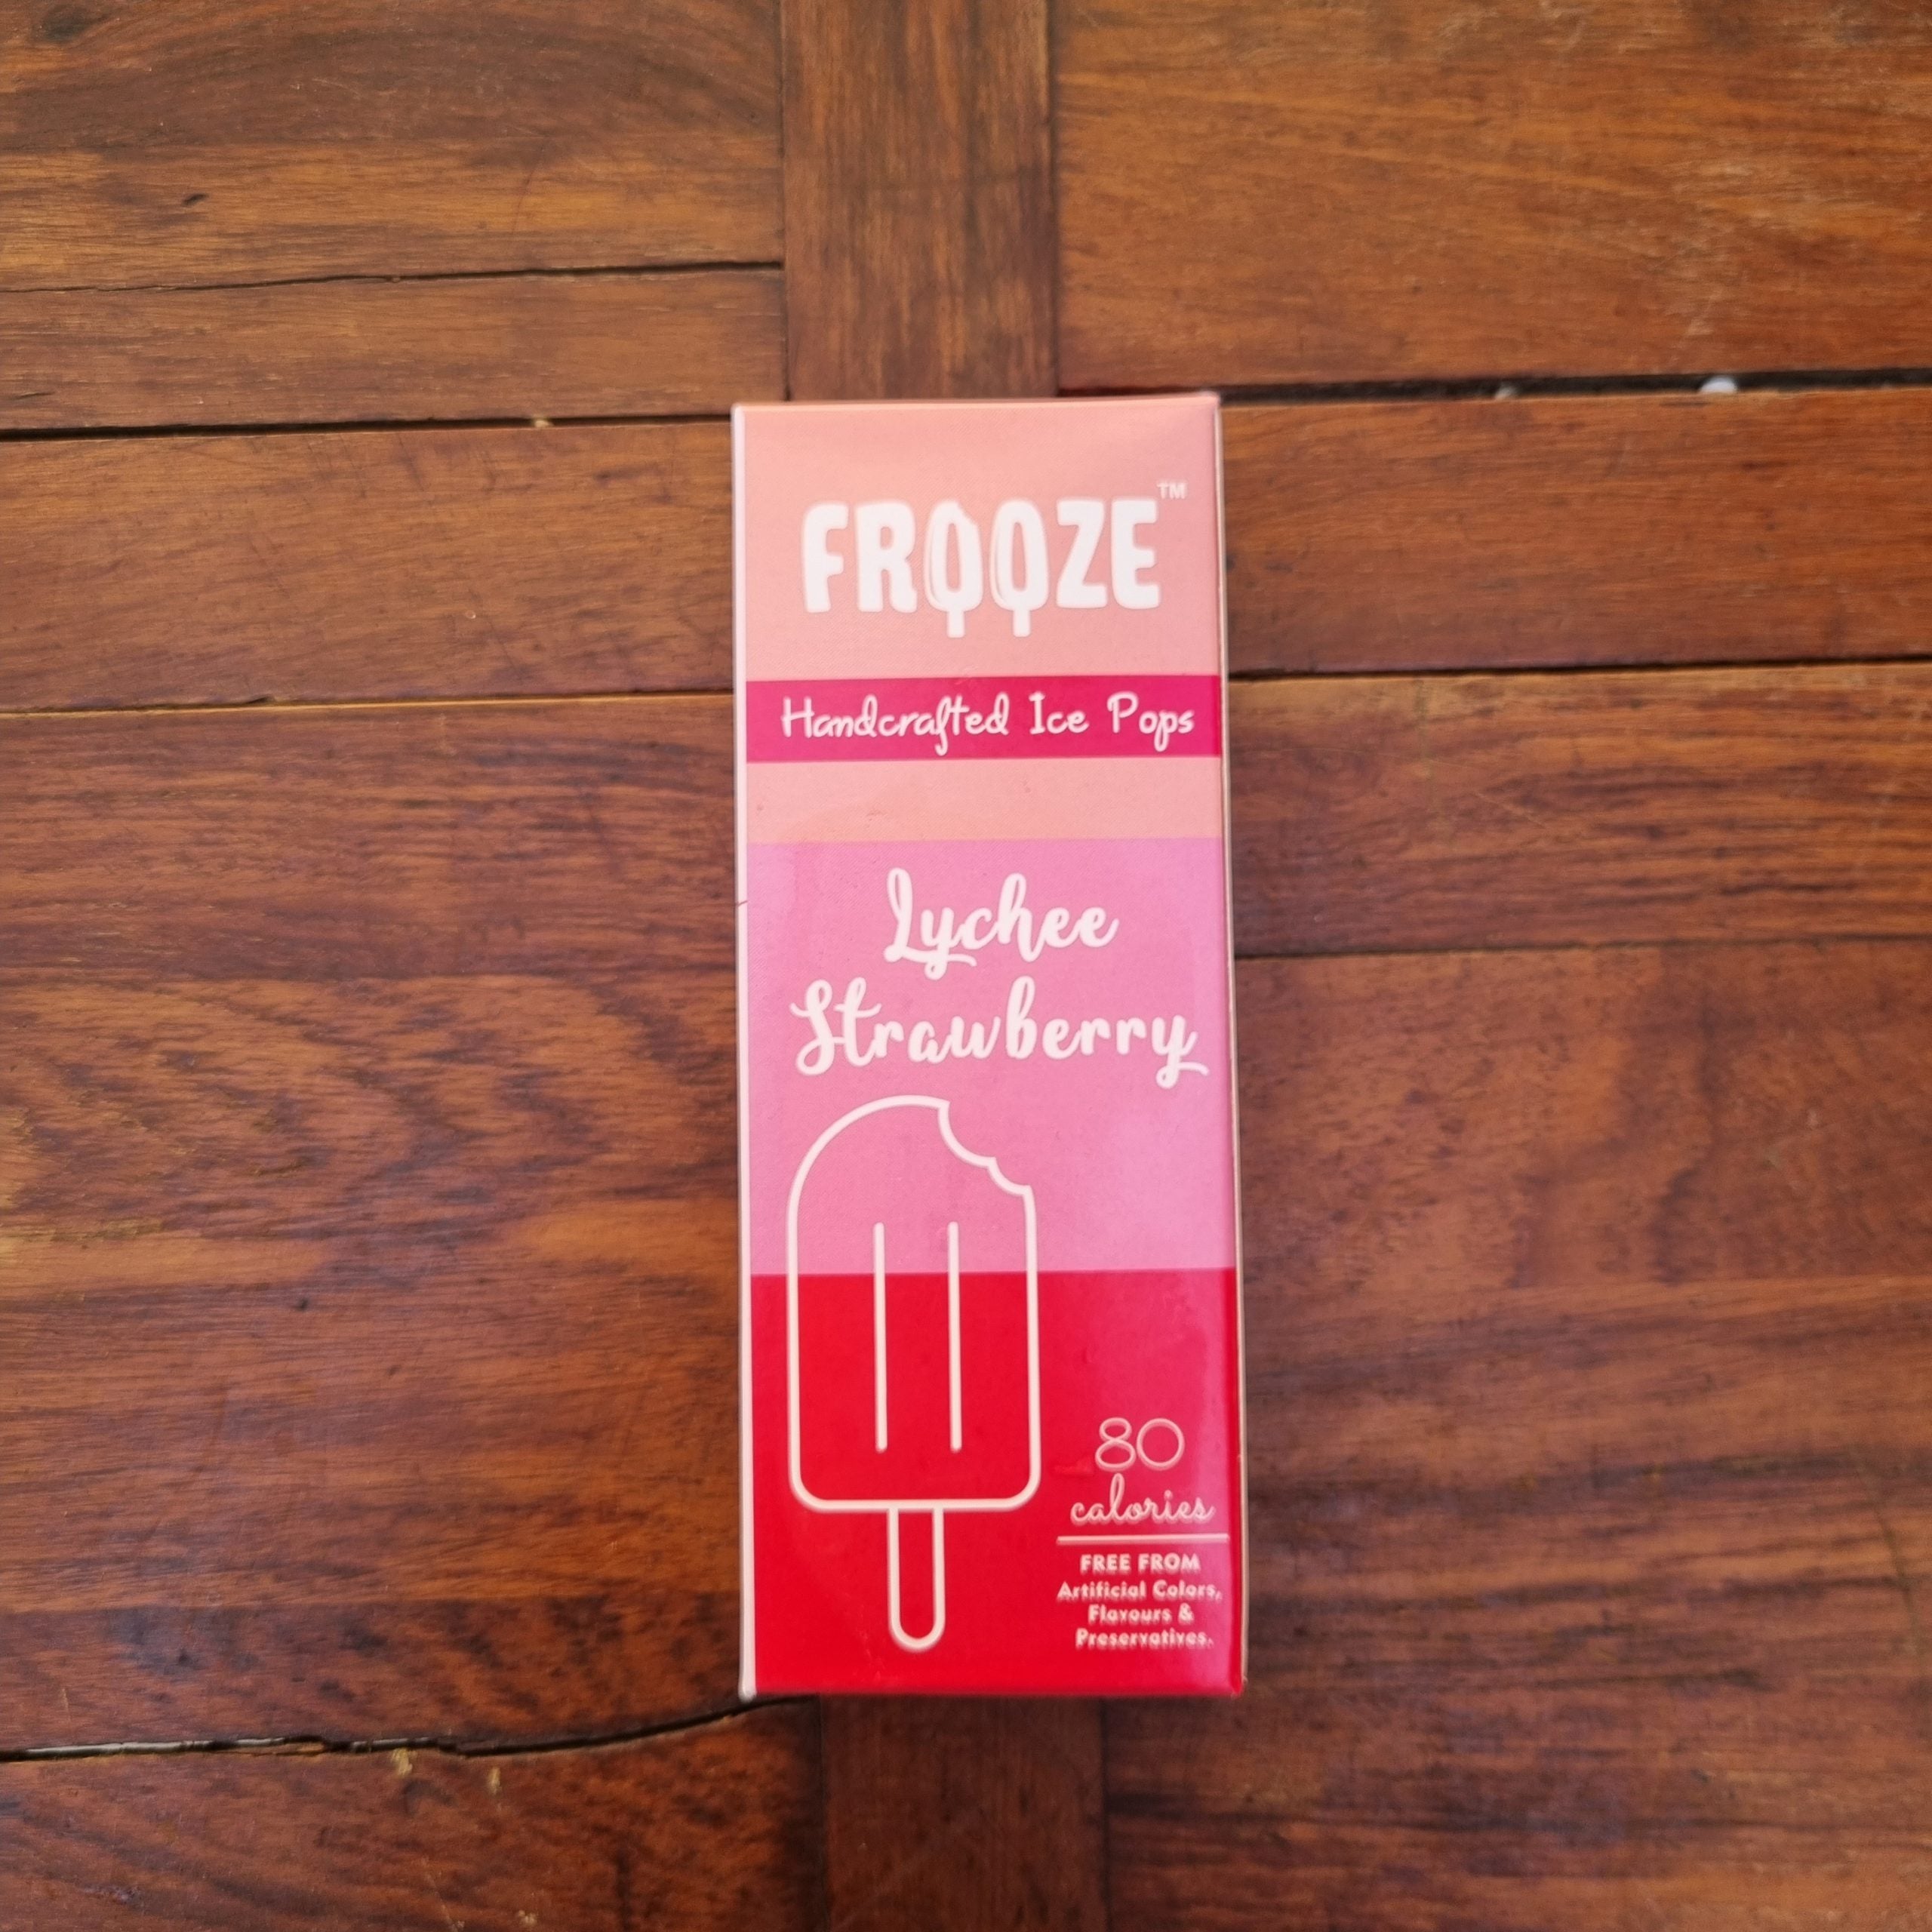 FROOZE™
Handcrafted Ice Pops
Lychee
Strawberry
80
calories
FREE FROM
Artificial Colors,
Flavours &
Preservatives.